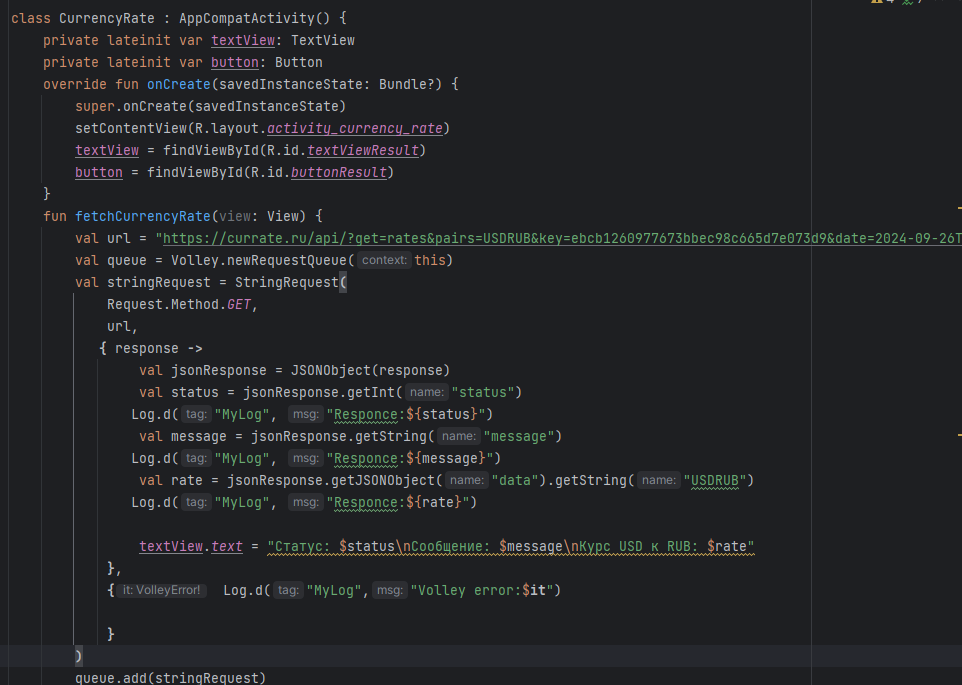 4
class CurrencyRate : AppCompatActivity() {
private lateinit var textView: TextView
private lateinit var button: Button
override fun onCreate(savedInstanceState: Bundle?) {
super.onCreate(savedInstanceState)
setContentView(R.layout.activity_currency_rate)
textView = findViewById(R.id.textViewResult)
button = findViewById(R.id.buttonResult)
}
fun fetchCurrencyRate(view: View) {
val url = "https://currate.ru/api/?get=rates&pairs=USDRUB&key=ebcb1260977673bbec98c665d7e073d9&date=2024-09-26T
val queue = Volley.newRequestQueue( context: this)
val stringRequest = StringRequest(
Request.Method.GET,
url,
{ response ->
val jsonResponse = JSONObject(response)
val status = jsonResponse.getInt( name: "status")
Log.d( tag: "MyLog", msg: "Responce:${status}")
val message = jsonResponse.getString( name: "message")
Log.d( tag: "MyLog", msg: "Responce:${message}")
val rate = jsonResponse.getJSONObject( name: "data").getString( name: "USDRUB")
Log.d( tag: "MyLog", msg: "Responce:${rate}")
textView.text = "Статус: $status\nСообщение: $message\nКурс USD к RUB: $rate"
},
{ it: VolleyError! Log.d( tag: "MyLog", msg: "Volley error:$it")
}
)
queue.add(stringRequest)